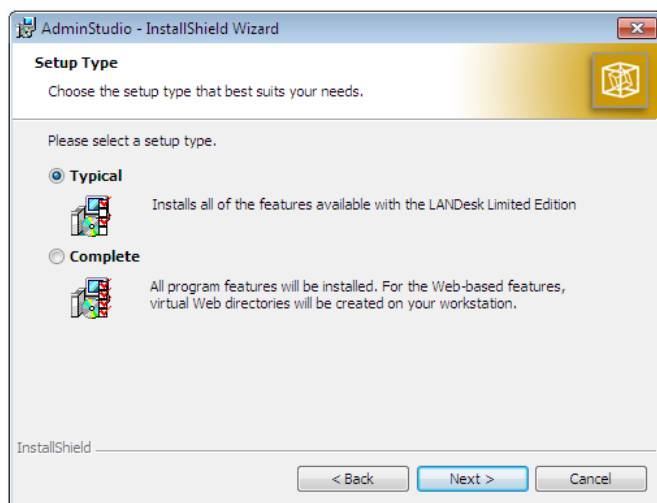 AdminStudio - InstallShield Wizard
Setup Type
Choose the setup type that best suits your needs.
Please select a setup type.
Typical
Installs all of the features available with the LANDesk Limited Edition
Complete
All program features will be installed. For the Web-based features,
virtual Web directories will be created on your workstation.
InstallShield
< Back
Next >
Cancel